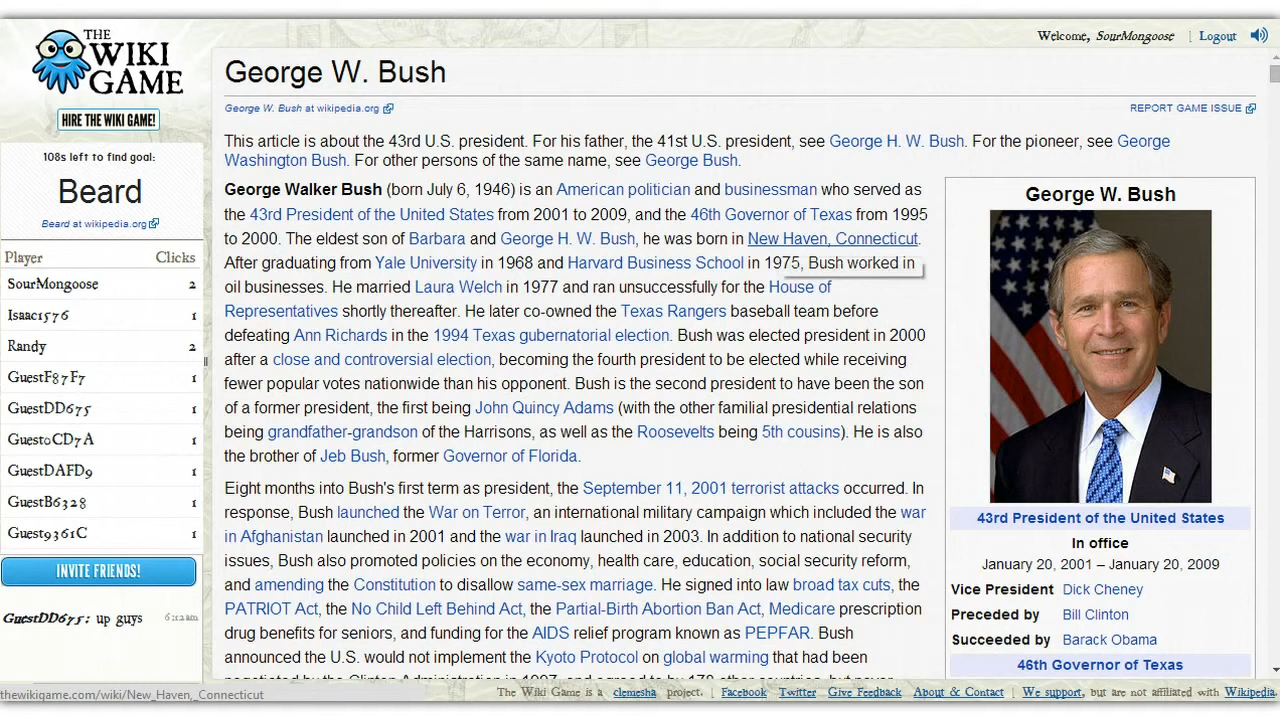 THE
WIKI
GAME
HIRE THE WIKI GAME!
108s left to find goal:
Beard
Beard at wikipedia.org
Player Clicks
SourMongoose 2
Isaac1576 1
Randy 2
GuestF87F7 1
GuestDD675 1
Guest0CD7A 1
GuestDAFD9 1
GuestB6328 1
Guest9361C 1
INVITE FRIENDS!
GuestDD675: up guys 6:12am
Welcome, SourMongoose | Logout
George W. Bush
George W. Bush at wikipedia.org REPORT GAME ISSUE
This article is about the 43rd U.S. president. For his father, the 41st U.S. president, see George H. W. Bush. For the pioneer, see George
Washington Bush. For other persons of the same name, see George Bush.
George Walker Bush (born July 6, 1946) is an American politician and businessman who served as
the 43rd President of the United States from 2001 to 2009, and the 46th Governor of Texas from 1995
to 2000. The eldest son of Barbara and George H. W. Bush, he was born in New Haven, Connecticut.
After graduating from Yale University in 1968 and Harvard Business School in 1975, Bush worked in
oil businesses. He married Laura Welch in 1977 and ran unsuccessfully for the House of
Representatives shortly thereafter. He later co-owned the Texas Rangers baseball team before
defeating Ann Richards in the 1994 Texas gubernatorial election. Bush was elected president in 2000
after a close and controversial election, becoming the fourth president to be elected while receiving
fewer popular votes nationwide than his opponent. Bush is the second president to have been the son
of a former president, the first being John Quincy Adams (with the other familial presidential relations
being grandfather-grandson of the Harrisons, as well as the Roosevelts being 5th cousins). He is also
the brother of Jeb Bush, former Governor of Florida.
Eight months into Bush's first term as president, the September 11, 2001 terrorist attacks occurred. In
response, Bush launched the War on Terror, an international military campaign which included the war
in Afghanistan launched in 2001 and the war in Iraq launched in 2003. In addition to national security
issues, Bush also promoted policies on the economy, health care, education, social security reform,
and amending the Constitution to disallow same-sex marriage. He signed into law broad tax cuts, the
PATRIOT Act, the No Child Left Behind Act, the Partial-Birth Abortion Ban Act, Medicare prescription
drug benefits for seniors, and funding for the AIDS relief program known as PEPFAR. Bush
announced the U.S. would not implement the Kyoto Protocol on global warming that had been
George W. Bush
43rd President of the United States
In office
January 20, 2001 – January 20, 2009
Vice President Dick Cheney
Preceded by Bill Clinton
Succeeded by Barack Obama
46th Governor of Texas
thewikigame.com/wiki/New_Haven,_Connecticut
The Wiki Game is a clemesha project. | Facebook Twitter Give Feedback About & Contact | We support, but are not affiliated with Wikipedia.